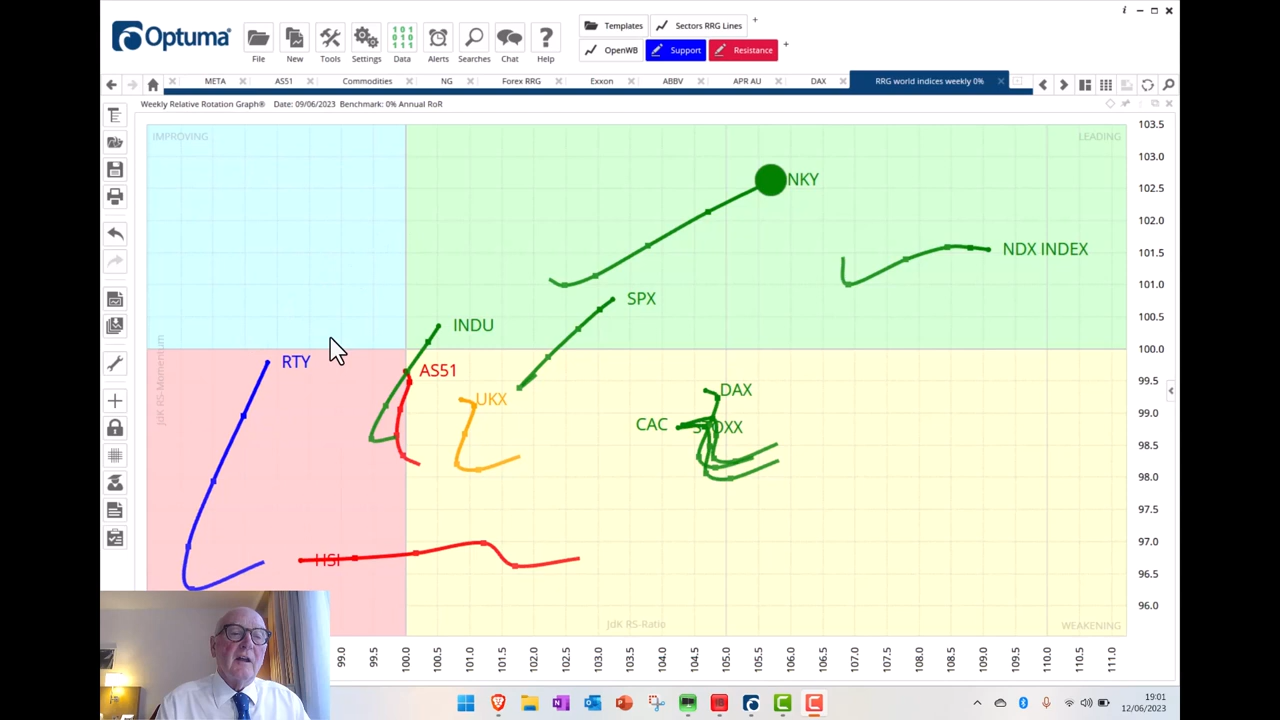 i
Optuma®
File New Tools Settings Data Alerts Searches Chat Help
Templates Sectors RRG Lines +
OpenWB Support Resistance +
META AS51 Commodities NG Forex RRG Exxon ABBV APR AU DAX RRG world indices weekly 0%
Weekly Relative Rotation Graph® Date: 09/06/2023 Benchmark: 0% Annual RoR
IMPROVING
LEADING
103.5
103.0
102.5
102.0
101.5
101.0
100.5
100.0
99.5
99.0
98.5
98.0
97.5
97.0
96.5
96.0
NKY
NDX INDEX
SPX
INDU
RTY
AS51
UKX
DAX
CAC
HSI
JdK RS-Momentum
JdK RS-Ratio
WEAKENING
99.0 99.5 100.0 100.5 101.0 101.5 102.0 102.5 103.0 103.5 104.0 104.5 105.0 105.5 106.0 106.5 107.0 107.5 108.0 108.5 109.0 109.5 110.0 110.5 111.0
19:01
12/06/2023